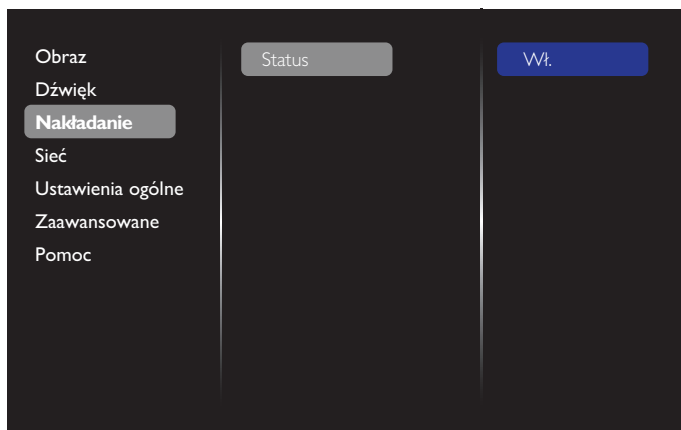 Obraz
Dźwięk
Nakładanie
Sieć
Ustawienia ogólne
Zaawansowane
Pomoc
Status
Wł.